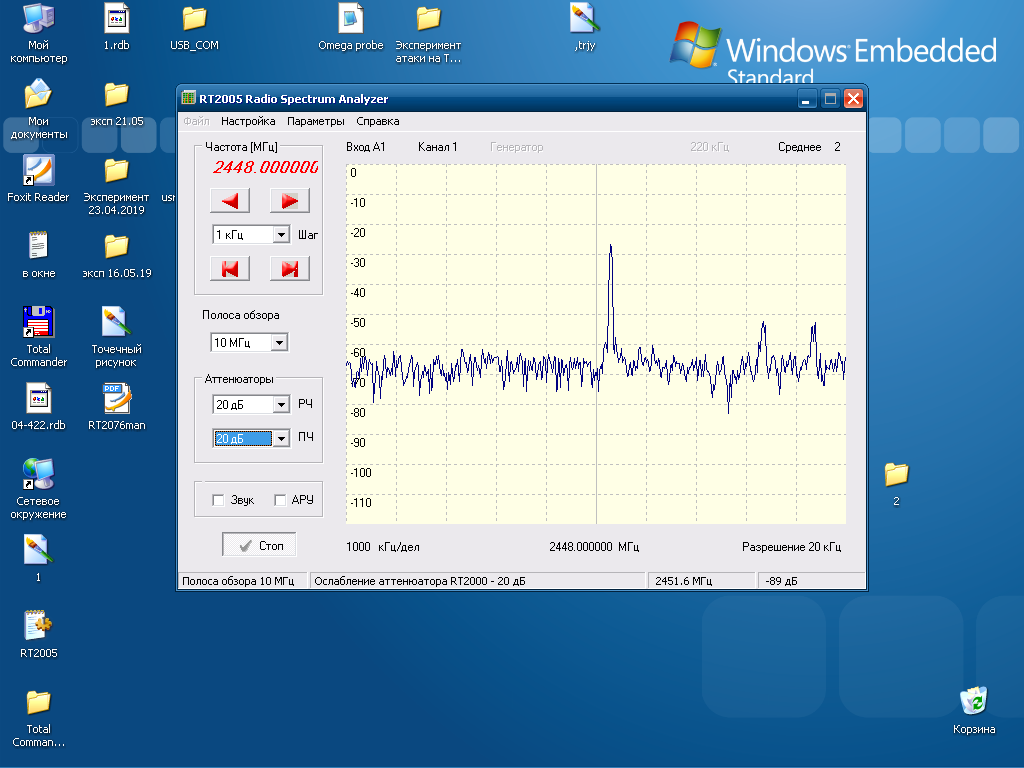 Мой
компьютер
1.rdb
USB_COM
Omega probe
Эксперимент
атаки на Т...
,trjy
Windows Embedded
Standard
Мои
документы
эксп 21.05
Foxit Reader
Эксперимент
23.04.2019
usr
в окне
эксп 16.05.19
Total
Commander
Точечный
рисунок
04-422.rdb
PDF
RT2076man
Сетевое
окружение
1
RT2005
Total
Comman...
2
Корзина
RT2005 Radio Spectrum Analyzer
Файл Настройка Параметры Справка
Частота [МГц]
2448.000000
1 кГц Шаг
Полоса обзора
10 МГц
Аттенюаторы
20 дБ РЧ
20 дБ ПЧ
Звук АРУ
Стоп
Вход A1 Канал 1 Генератор 220 кГц Среднее 2
0
-10
-20
-30
-40
-50
-60
-70
-80
-90
-100
-110
1000 кГц/дел 2448.000000 МГц Разрешение 20 кГц
Полоса обзора 10 МГц Ослабление аттенюатора RT2000 - 20 дБ 2451.6 МГц -89 дБ